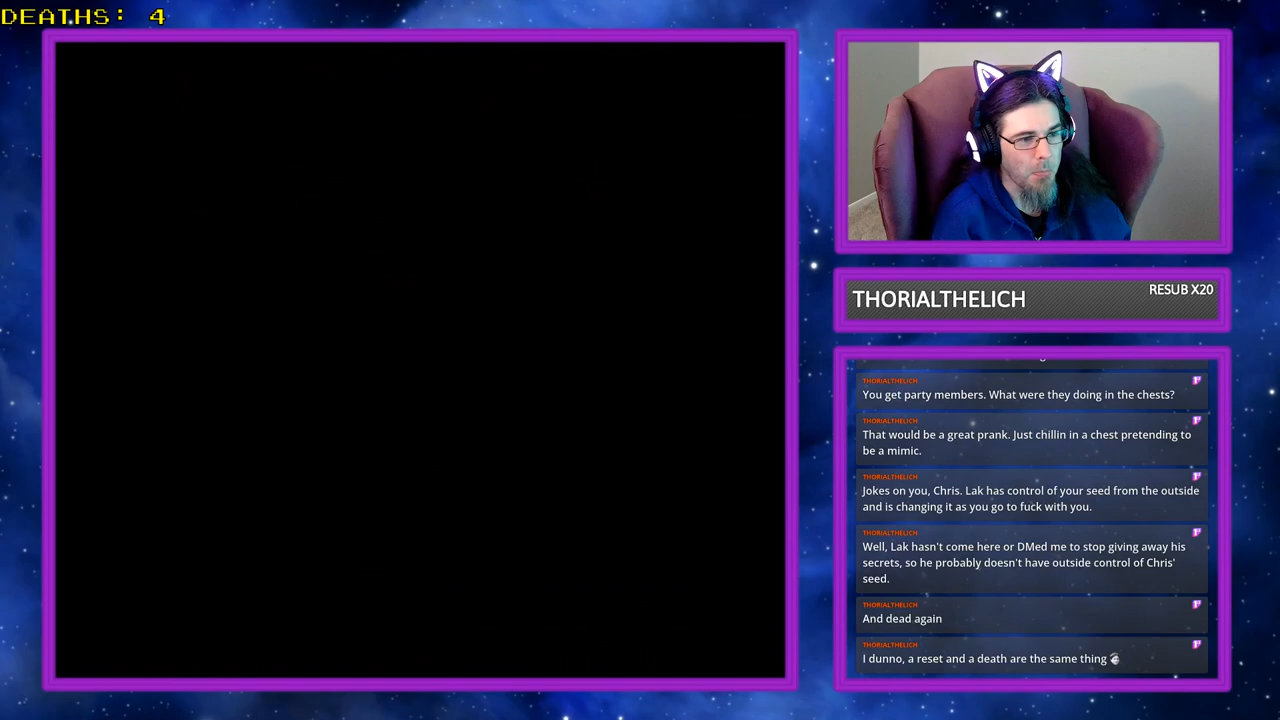 DEATHS: 4
THORIALTHELICH
RESUB X20
THORIALTHELICH
You get party members. What were they doing in the chests?
THORIALTHELICH
That would be a great prank. Just chillin in a chest pretending to
be a mimic.
THORIALTHELICH
Jokes on you, Chris. Lak has control of your seed from the outside
and is changing it as you go to fuck with you.
THORIALTHELICH
Well, Lak hasn't come here or DMed me to stop giving away his
secrets, so he probably doesn't have outside control of Chris'
seed.
THORIALTHELICH
And dead again
THORIALTHELICH
I dunno, a reset and a death are the same thing